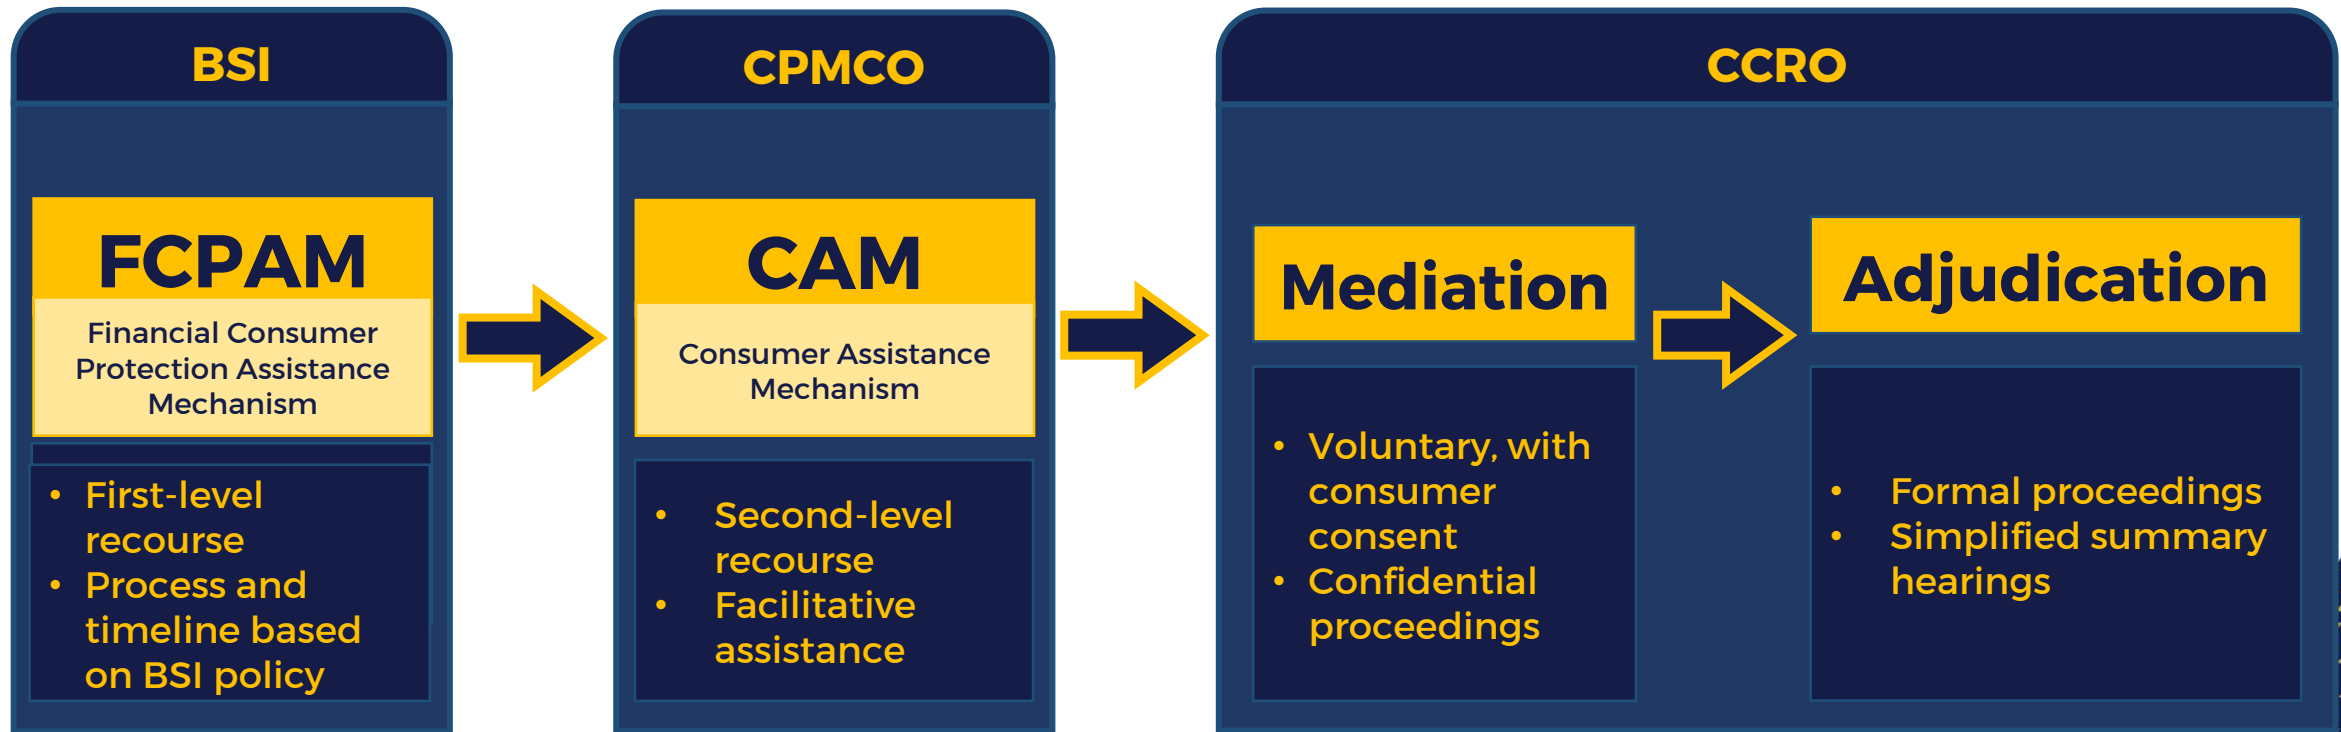 BSI
FCPAM
Financial Consumer
Protection Assistance
Mechanism
• First-level
recourse
• Process and
timeline based
on BSI policy
CPMCO
CAM
Consumer Assistance
Mechanism
• Second-level
recourse
• Facilitative
assistance
CCRO
Mediation
• Voluntary, with
consumer
consent
• Confidential
proceedings
Adjudication
• Formal proceedings
• Simplified summary
hearings